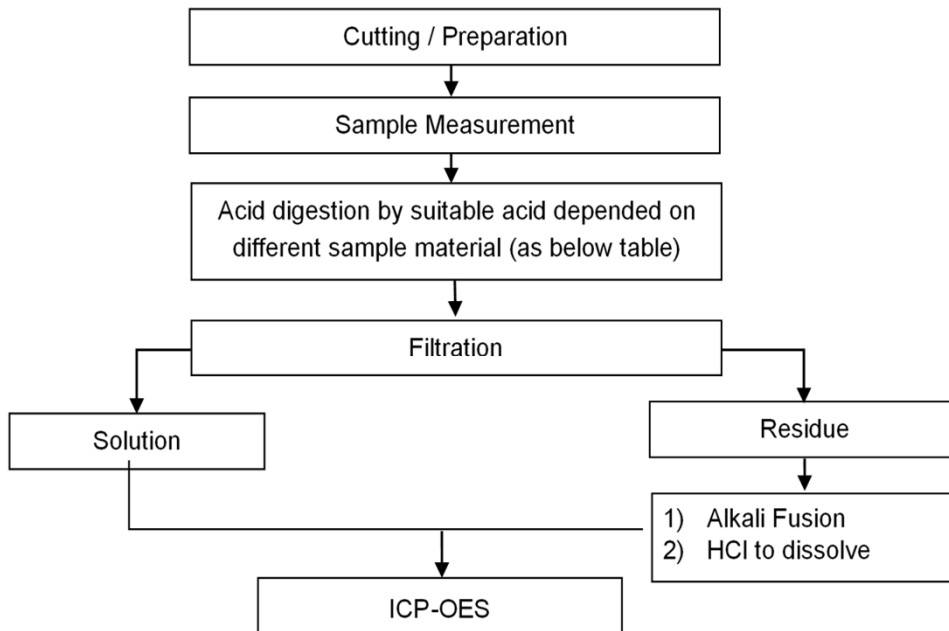 Cutting / Preparation
Sample Measurement
Acid digestion by suitable acid depended on
different sample material (as below table)
Filtration
Solution
Residue
1) Alkali Fusion
2) HCl to dissolve
ICP-OES